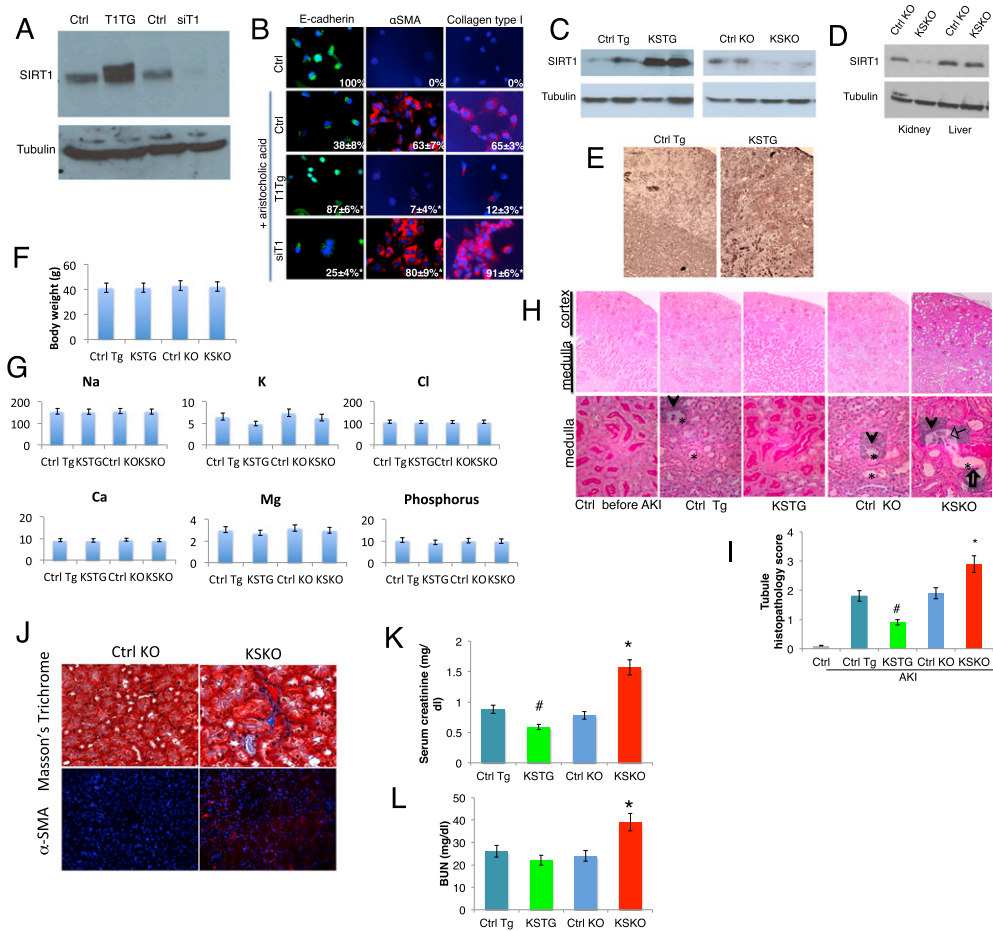 A
Ctrl T1TG Ctrl siT1
SIRT1
Tubulin
B
E-cadherin αSMA Collagen type I
Ctrl
100% 0% 0%
+ aristocholic acid
Ctrl
38±8% 63±7% 65±3%
T1Tg
87±6%* 7±4%* 12±3%*
siT1
25±4%* 80±9%* 91±6%*
C
Ctrl Tg KSTG Ctrl KO KSKO
SIRT1
Tubulin
D
Ctrl KO KSKO Ctrl KO KSKO
SIRT1
Tubulin
Kidney Liver
E
Ctrl Tg KSTG
F
Body weight (g)
60
40
20
0
Ctrl Tg KSTG Ctrl KO KSKO
G
Na
200
100
0
Ctrl Tg KSTG Ctrl KO KSKO
K
10
5
0
Ctrl Tg KSTG Ctrl KO KSKO
Cl
200
100
0
Ctrl Tg KSTG Ctrl KO KSKO
Ca
20
10
0
Ctrl Tg KSTG Ctrl KO KSKO
Mg
4
2
0
Ctrl Tg KSTG Ctrl KO KSKO
Phosphorus
20
10
0
Ctrl Tg KSTG Ctrl KO KSKO
H
cortex
medulla
medulla
* * * * *
Ctrl before AKI Ctrl Tg KSTG Ctrl KO KSKO
I
Tubule
histopathology score
4
3
2
1
0
# *
Ctrl Ctrl Tg KSTG Ctrl KO KSKO
AKI
J
Ctrl KO KSKO
Masson's Trichrome
α-SMA
K
Serum creatinine (mg/
dl)
2
1.5
1
0.5
0
# *
Ctrl Tg KSTG Ctrl KO KSKO
L
BUN (mg/dl)
50
40
30
20
10
0
*
Ctrl Tg KSTG Ctrl KO KSKO